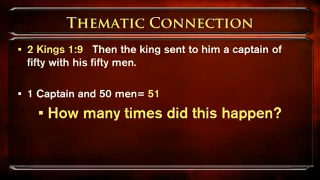 Thematic Connection
• 2 Kings 1:9 Then the king sent to him a captain of
fifty with his fifty men.
• 1 Captain and 50 men= 51
• How many times did this happen?